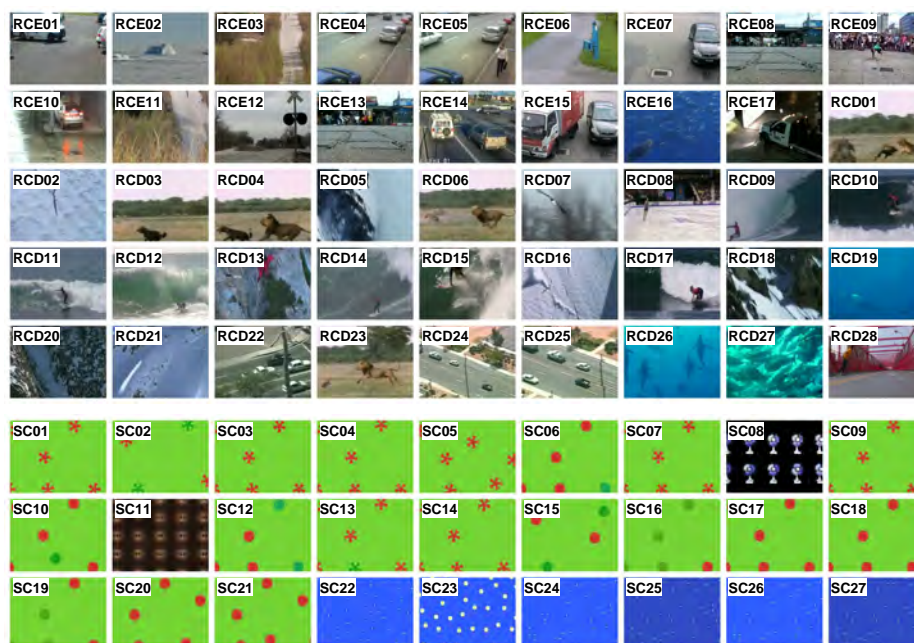 RCE01 RCE02 RCE03 RCE04 RCE05 RCE06 RCE07 RCE08 RCE09
RCE10 RCE11 RCE12 RCE13 RCE14 RCE15 RCE16 RCE17 RCD01
RCD02 RCD03 RCD04 RCD05 RCD06 RCD07 RCD08 RCD09 RCD10
RCD11 RCD12 RCD13 RCD14 RCD15 RCD16 RCD17 RCD18 RCD19
RCD20 RCD21 RCD22 RCD23 RCD24 RCD25 RCD26 RCD27 RCD28
SC01 SC02 SC03 SC04 SC05 SC06 SC07 SC08 SC09
SC10 SC11 SC12 SC13 SC14 SC15 SC16 SC17 SC18
SC19 SC20 SC21 SC22 SC23 SC24 SC25 SC26 SC27